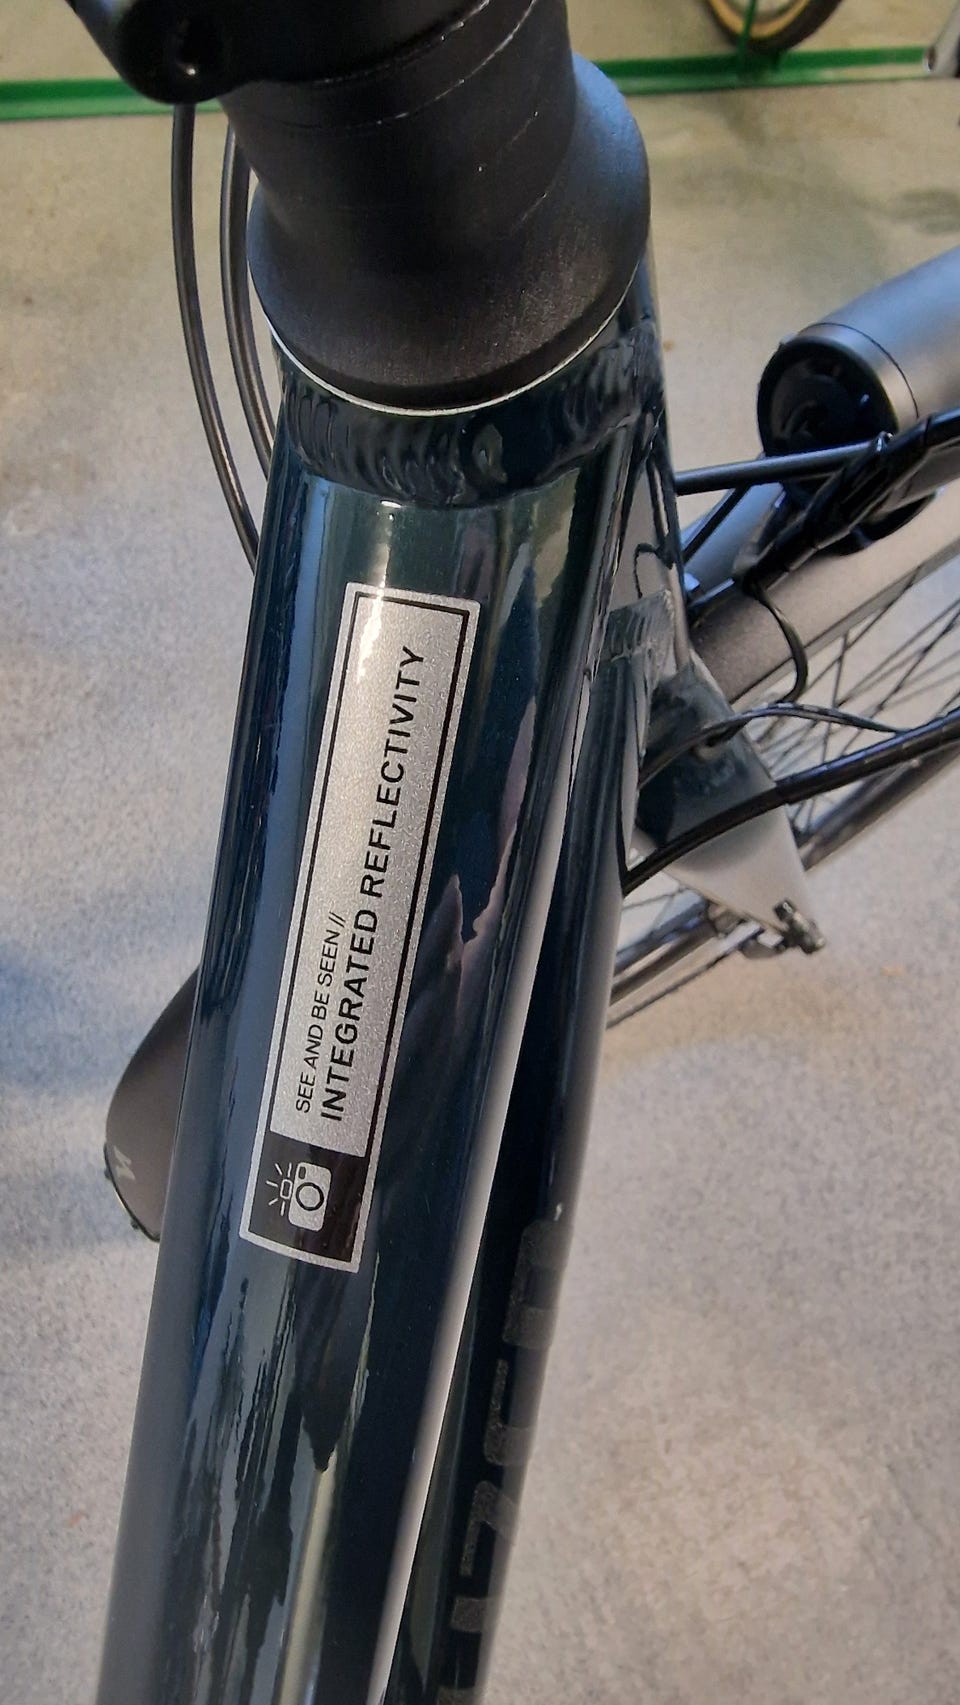 SEE AND BE SEEN //
INTEGRATED REFLECTIVITY